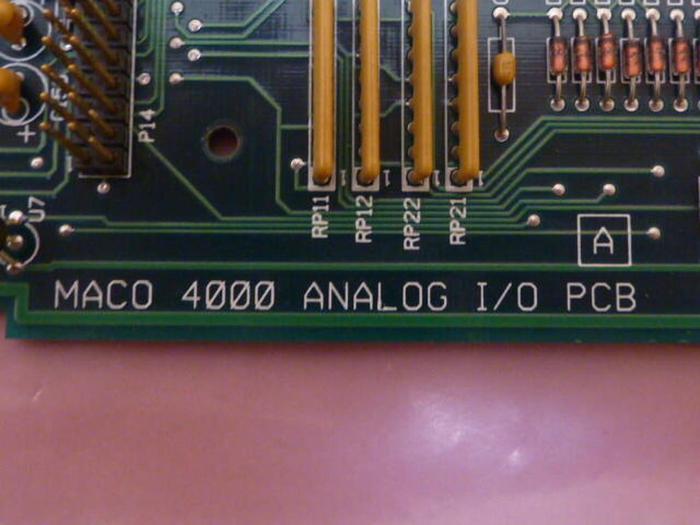 P14
U7
RP11
RP12
RP22
RP21
A
MACO 4000 ANALOG I/O PCB